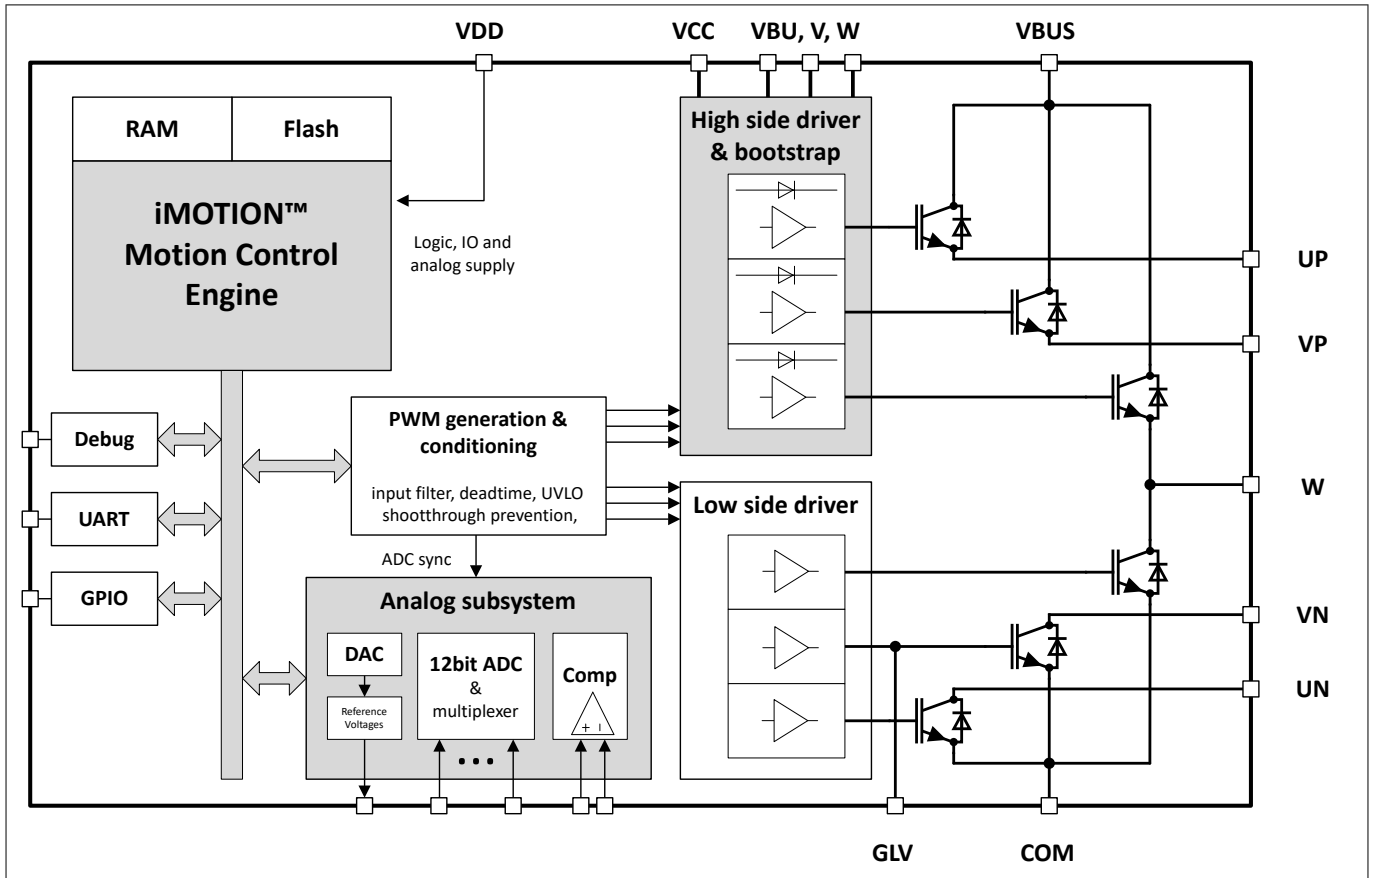 VDD
VCC
VBU, V, W
VBUS
RAM
Flash
iMOTION™
Motion Control
Engine
Logic, IO and
analog supply
High side driver
& bootstrap
UP
VP
Debug
UART
GPIO
PWM generation &
conditioning
input filter, deadtime, UVLO
shootthrough prevention,
ADC sync
Low side driver
W
VN
UN
Analog subsystem
DAC
Reference
Voltages
12bit ADC
&
multiplexer
Comp
+ −
• • •
GLV
COM